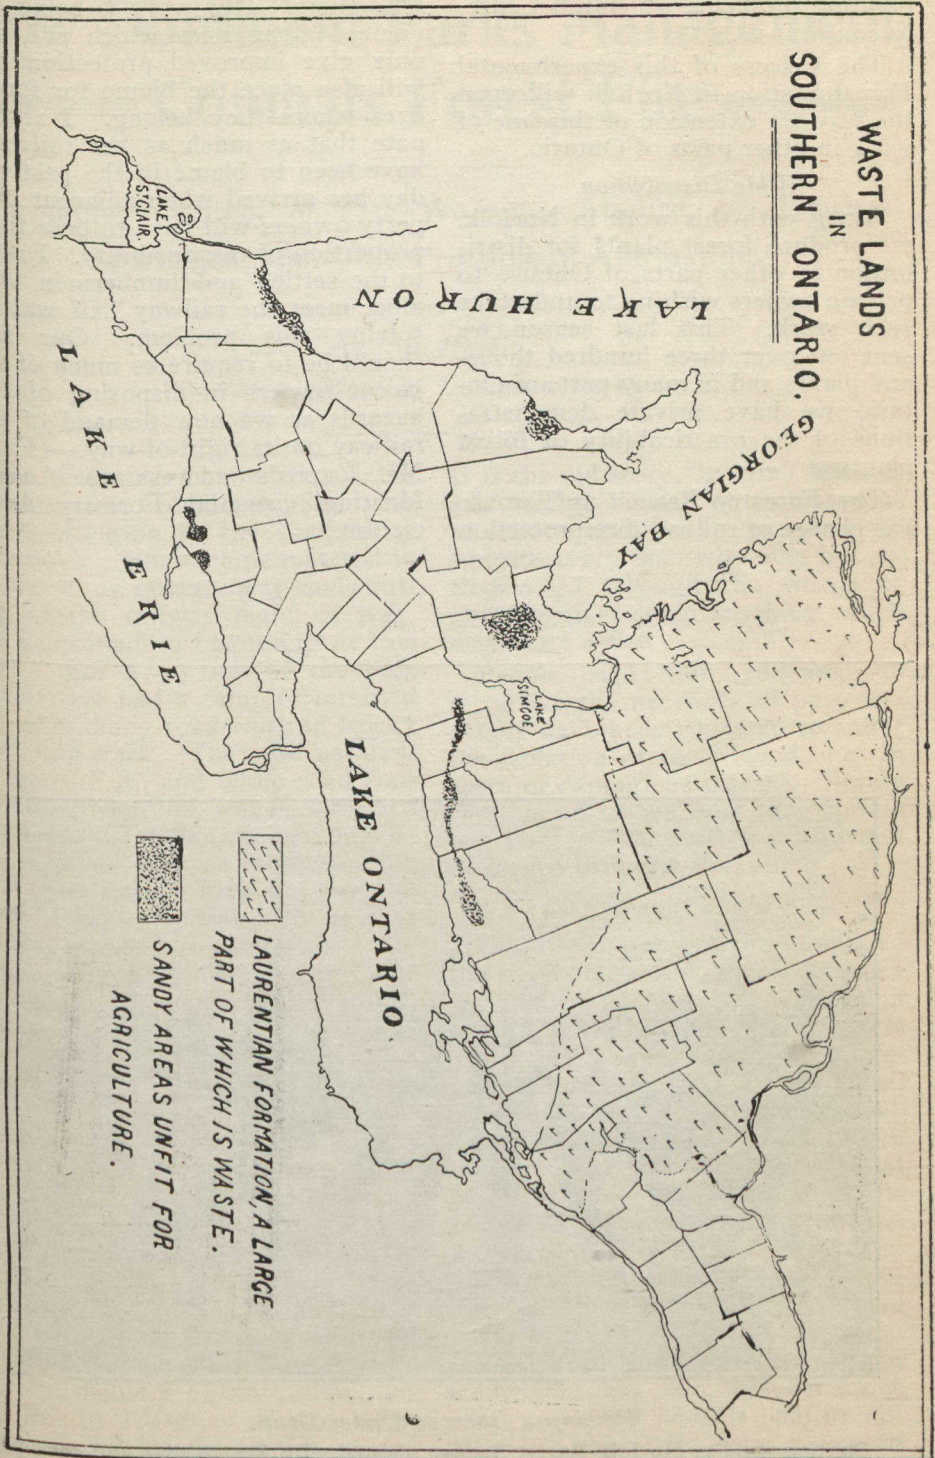 WASTE LANDS
IN
SOUTHERN ONTARIO.
GEORGIAN BAY
LAKE HURON
LAKE
ST CLAIR
LAKE
SIMCOE
LAKE ERIE
LAKE ONTARIO.
LAURENTIAN FORMATION, A LARGE
PART OF WHICH IS WASTE.
SANDY AREAS UNFIT FOR
AGRICULTURE.